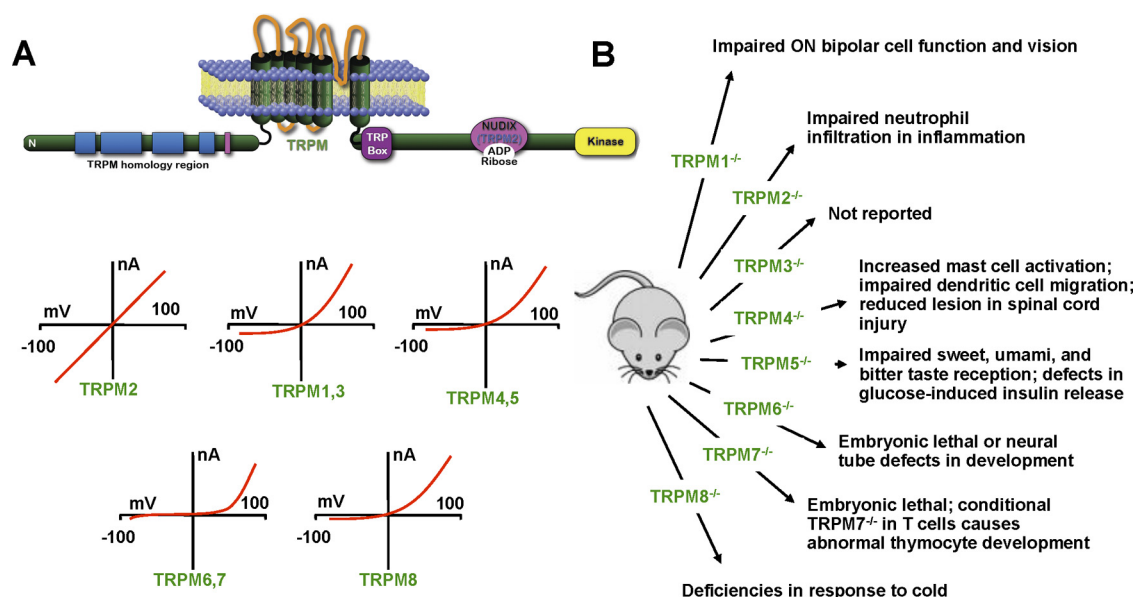 A
N
TRPM homology region
TRPM
TRP
Box
NUDIX
(TRPM2)
ADP
Ribose
Kinase
nA
mV
100
-100
TRPM2
nA
mV
100
-100
TRPM1,3
nA
mV
100
-100
TRPM4,5
nA
mV
100
-100
TRPM6,7
nA
mV
100
-100
TRPM8
B
Impaired ON bipolar cell function and vision
TRPM1-/-
Impaired neutrophil
infiltration in inflammation
TRPM2-/-
Not reported
TRPM3-/-
Increased mast cell activation;
impaired dendritic cell migration;
reduced lesion in spinal cord
injury
TRPM4-/-
Impaired sweet, umami, and
bitter taste reception; defects in
glucose-induced insulin release
TRPM5-/-
Embryonic lethal or neural
tube defects in development
TRPM6-/-
Embryonic lethal; conditional
TRPM7-/- in T cells causes
abnormal thymocyte development
TRPM7-/-
Deficiencies in response to cold
TRPM8-/-